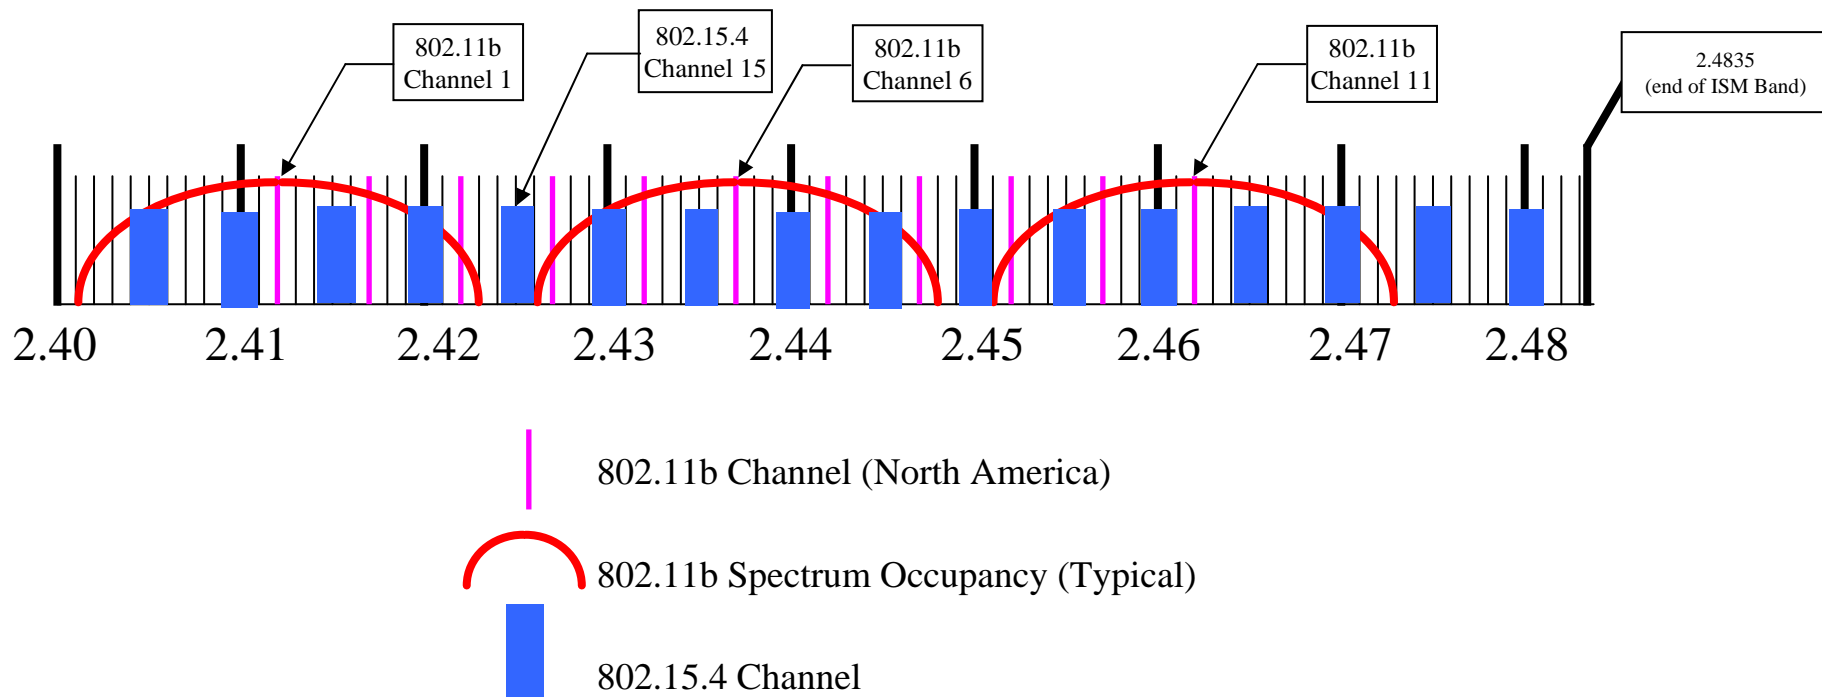 802.11b
Channel 1
802.15.4
Channel 15
802.11b
Channel 6
802.11b
Channel 11
2.4835
(end of ISM Band)
2.40 2.41 2.42 2.43 2.44 2.45 2.46 2.47 2.48
802.11b Channel (North America)
802.11b Spectrum Occupancy (Typical)
802.15.4 Channel